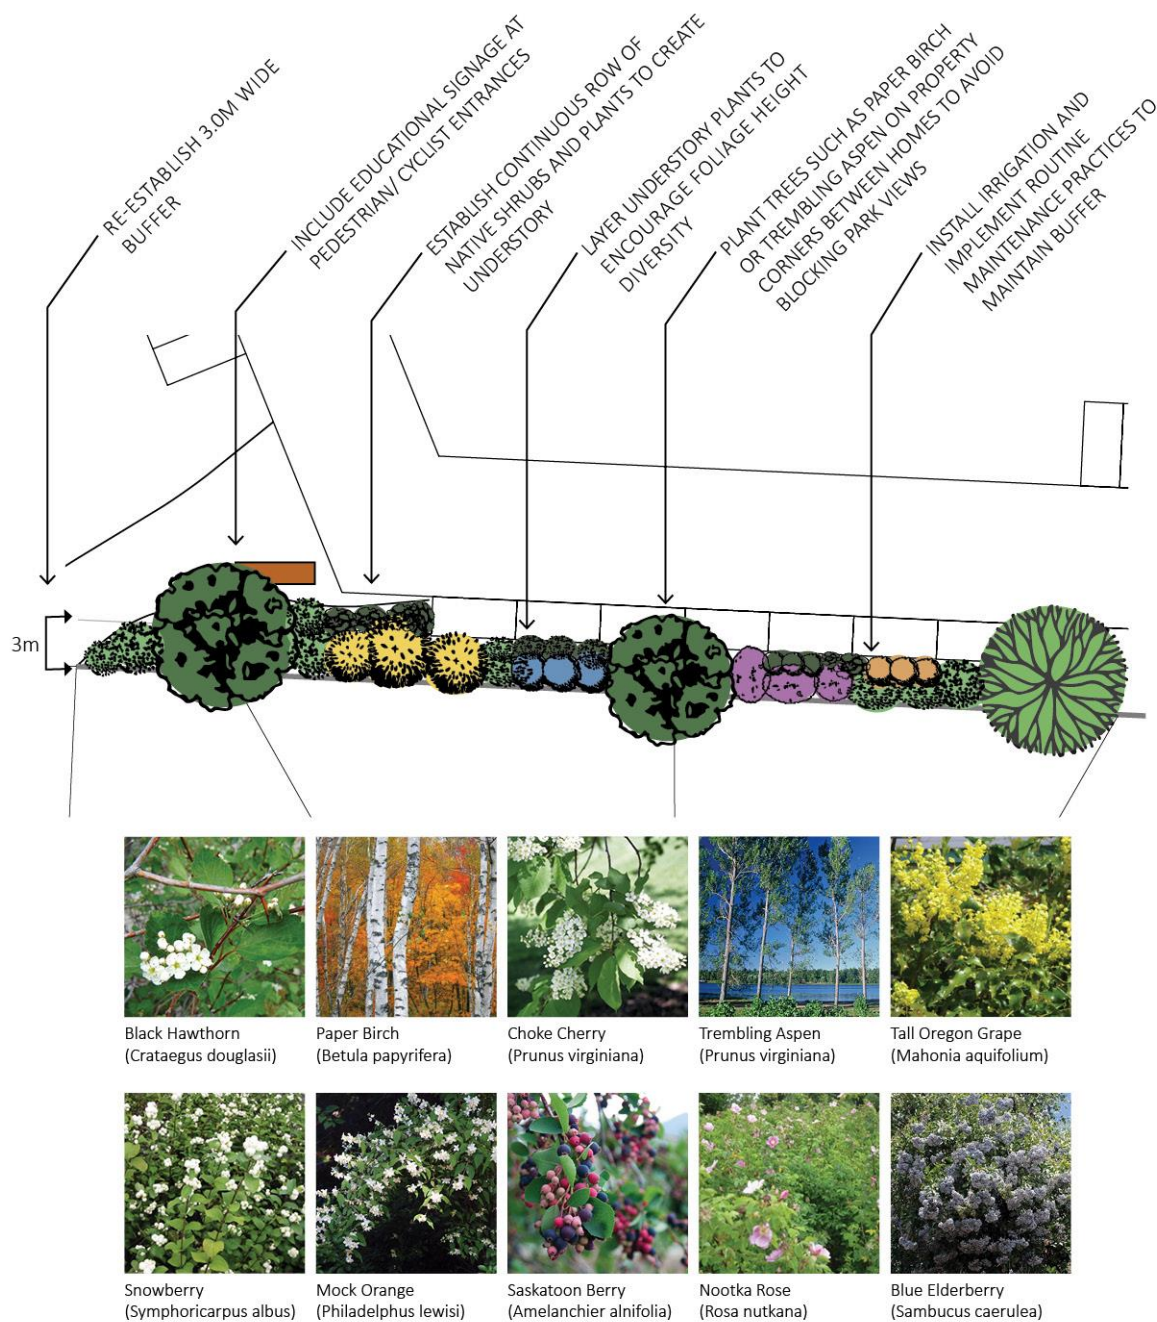 RE-ESTABLISH 3.0M WIDE
BUFFER
INCLUDE EDUCATIONAL SIGNAGE AT
PEDESTRIAN/ CYCLIST ENTRANCES
ESTABLISH CONTINUOUS ROW OF
NATIVE SHRUBS AND PLANTS TO CREATE
UNDERSTORY
LAYER UNDERSTORY PLANTS TO
ENCOURAGE FOLIAGE HEIGHT
DIVERSITY
PLANT TREES SUCH AS PAPER BIRCH
OR TREMBLING ASPEN ON PROPERTY
CORNERS BETWEEN HOMES TO AVOID
BLOCKING PARK VIEWS
INSTALL IRRIGATION AND
IMPLEMENT ROUTINE
MAINTENANCE PRACTICES TO
MAINTAIN BUFFER
3m
Black Hawthorn
(Crataegus douglasii)
Paper Birch
(Betula papyrifera)
Choke Cherry
(Prunus virginiana)
Trembling Aspen
(Prunus virginiana)
Tall Oregon Grape
(Mahonia aquifolium)
Snowberry
(Symphoricarpus albus)
Mock Orange
(Philadelphus lewisi)
Saskatoon Berry
(Amelanchier alnifolia)
Nootka Rose
(Rosa nutkana)
Blue Elderberry
(Sambucus caerulea)